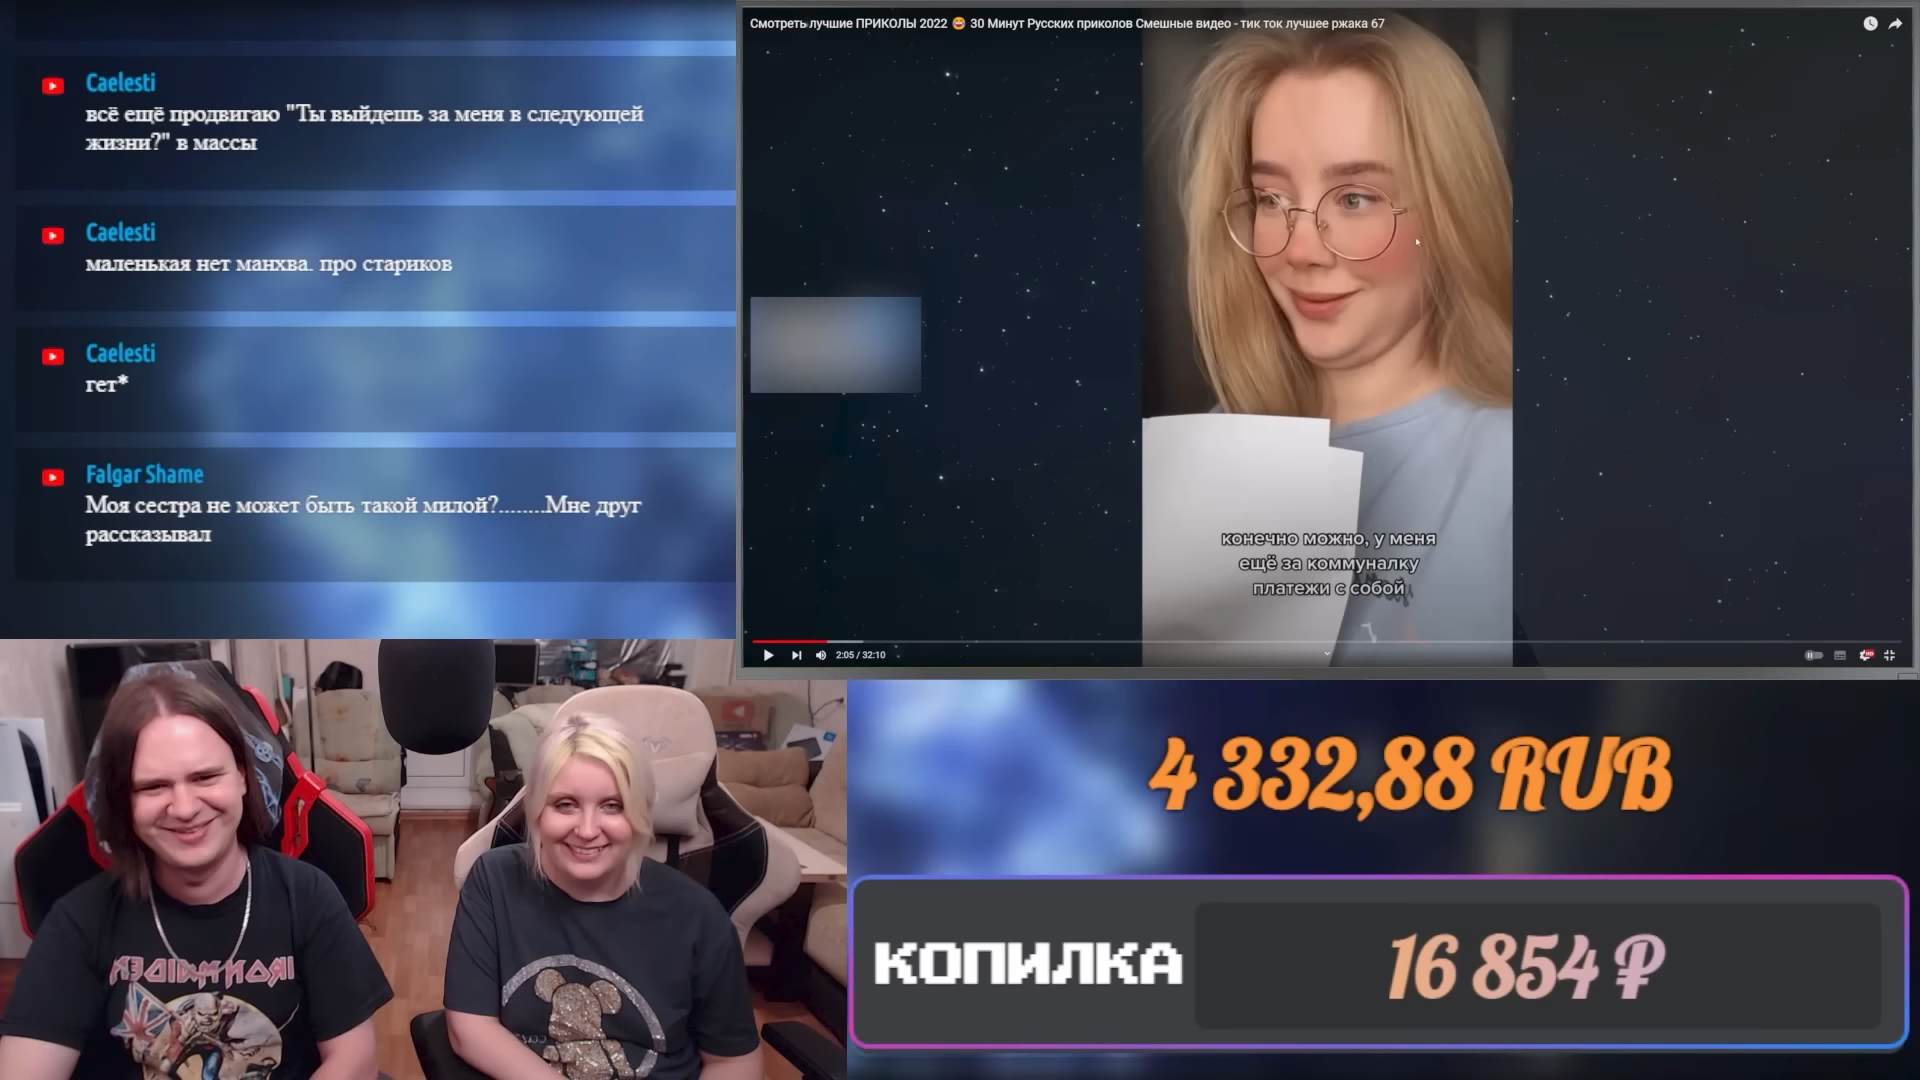 Caelesti
всё ещё продвигаю "Ты выйдешь за меня в следующей
жизни?" в массы
Caelesti
маленькая нет манхва. про стариков
Caelesti
гет*
Falgar Shame
Моя сестра не может быть такой милой?........Мне друг
рассказывал
Смотреть лучшие ПРИКОЛЫ 2022 😄 30 Минут Русских приколов Смешные видео - тик ток лучшее ржака 67
конечно можно, у меня
ещё за коммуналку
платежи с собой
2:05 / 32:10
IRON MAIDEN
4 332,88 RUB
КОПИЛКА
16 854 ₽